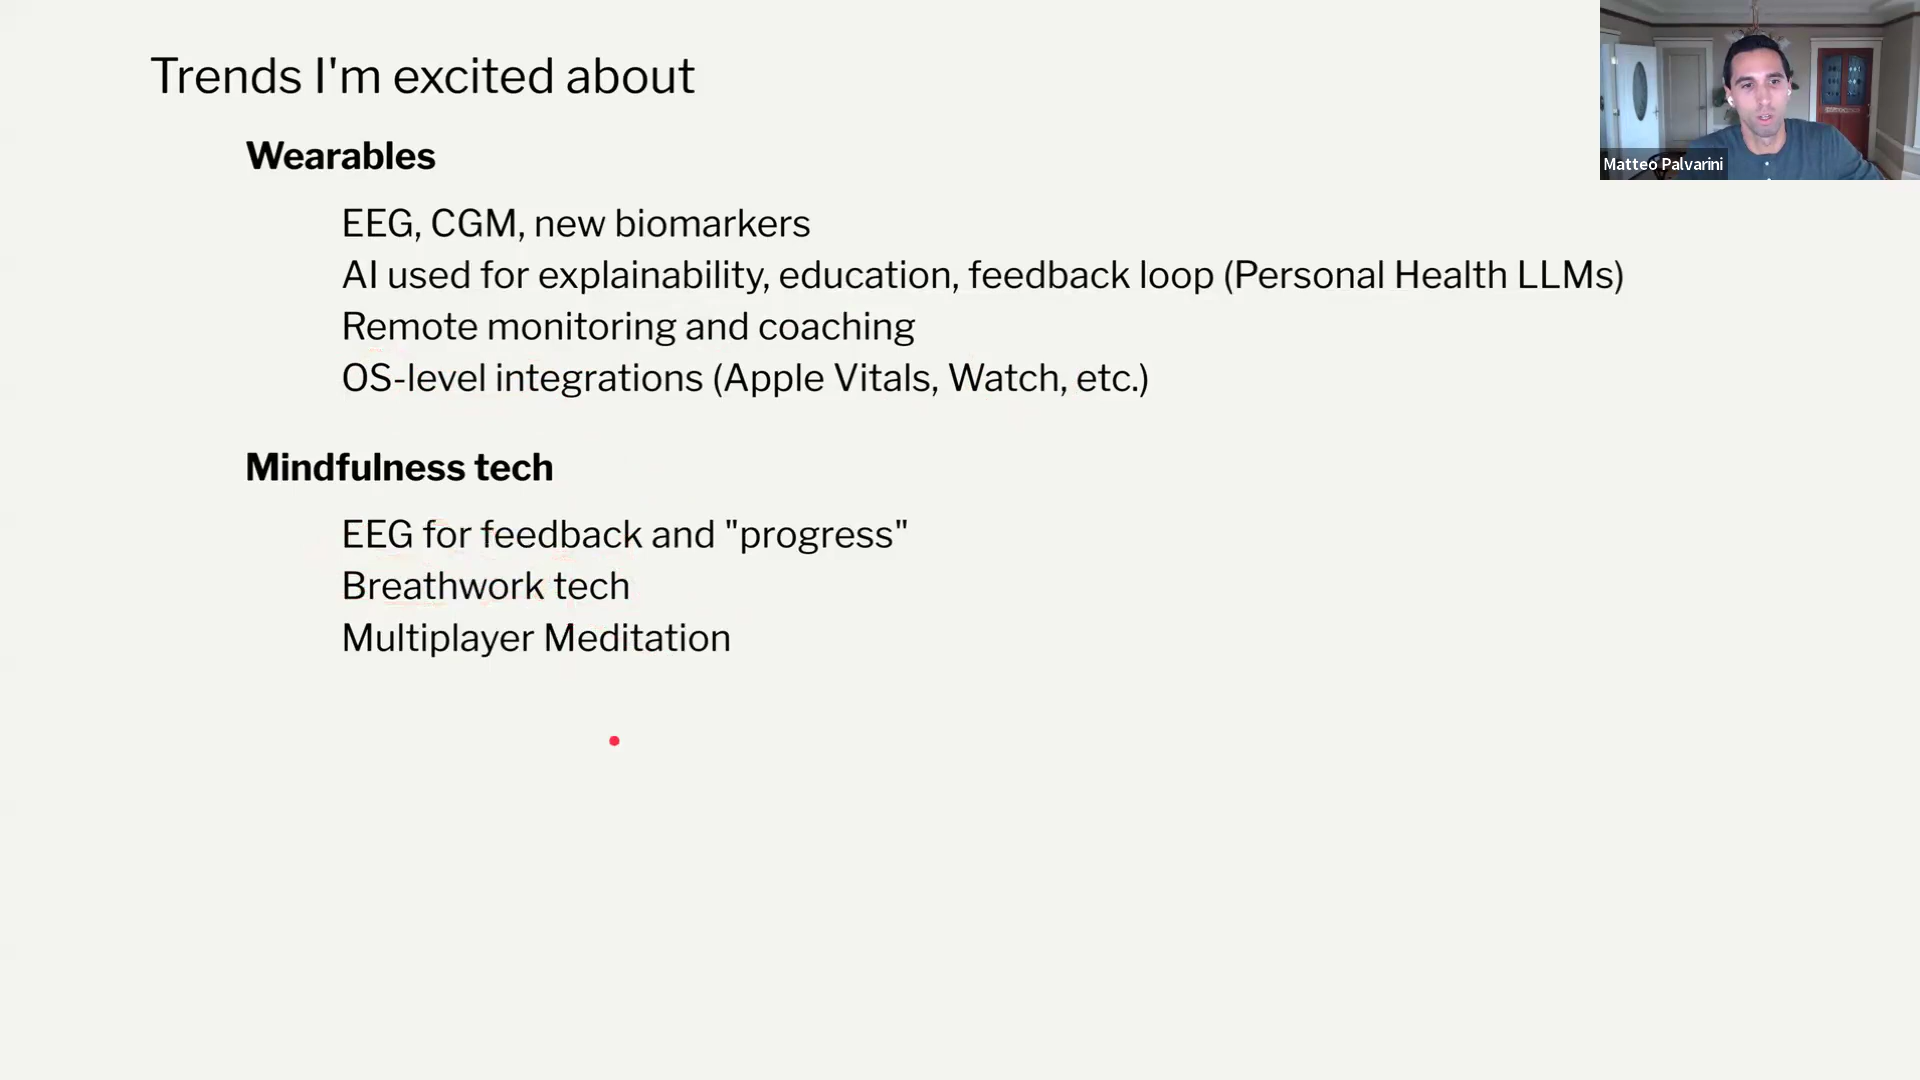 Trends I'm excited about
Matteo Palvarini
Wearables
EEG, CGM, new biomarkers
AI used for explainability, education, feedback loop (Personal Health LLMs)
Remote monitoring and coaching
OS-level integrations (Apple Vitals, Watch, etc.)
Mindfulness tech
EEG for feedback and "progress"
Breathwork tech
Multiplayer Meditation